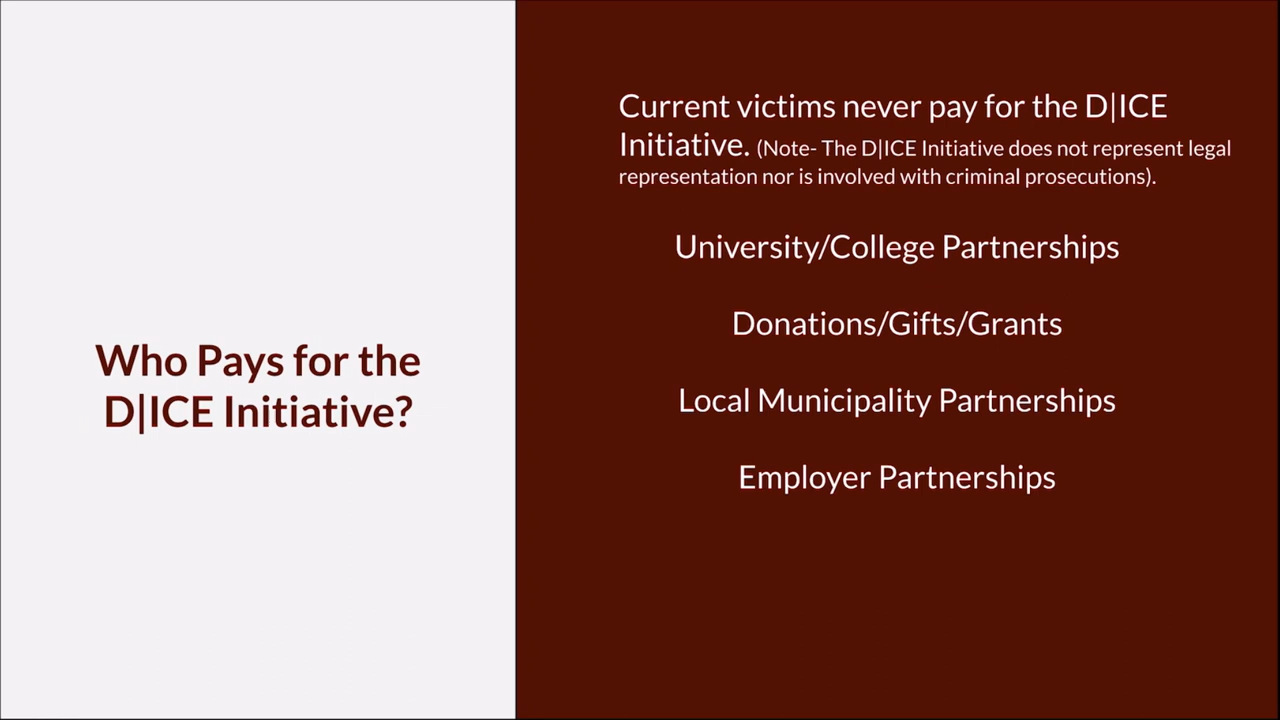 Who Pays for the
D|ICE Initiative?
Current victims never pay for the D|ICE
Initiative. (Note- The D|ICE Initiative does not represent legal
representation nor is involved with criminal prosecutions).
University/College Partnerships
Donations/Gifts/Grants
Local Municipality Partnerships
Employer Partnerships